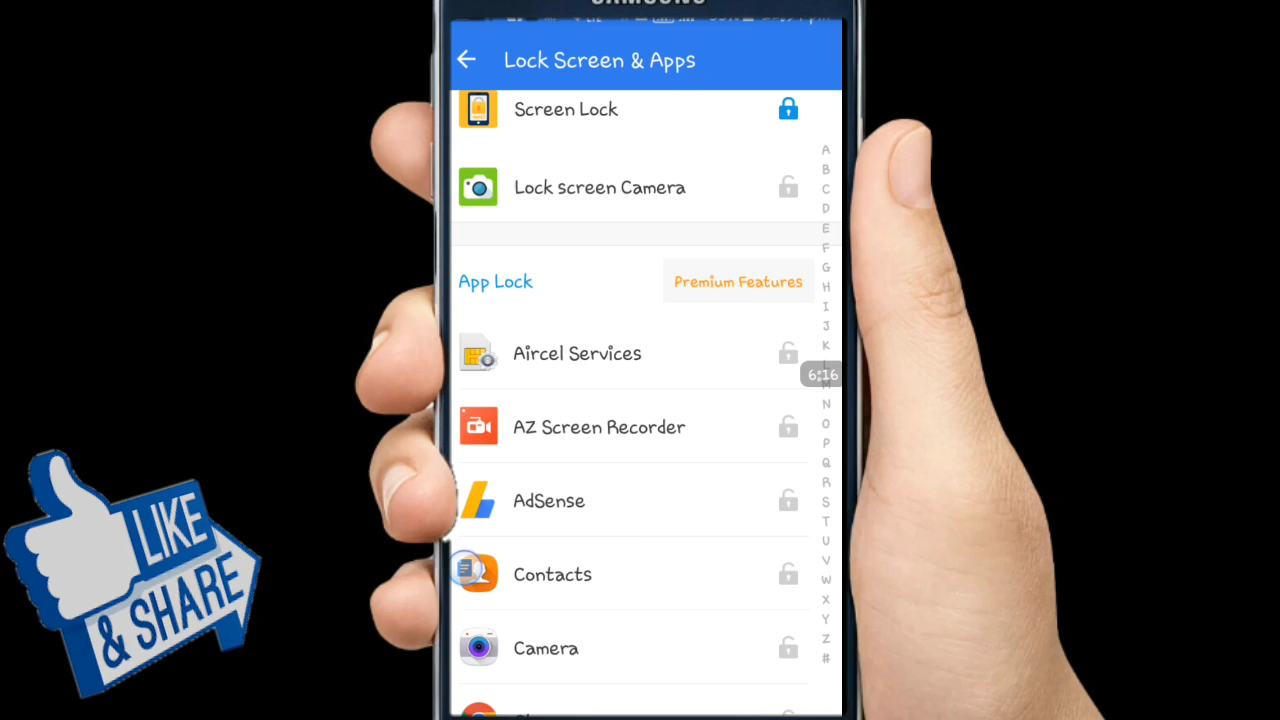 SAMSUNG
Lock Screen & Apps
Screen Lock
Lock screen Camera
App Lock
Premium Features
Aircel Services
AZ Screen Recorder
AdSense
Contacts
Camera
A
B
C
D
E
F
G
H
I
J
K
6:16
N
O
P
Q
R
S
T
U
V
W
X
Y
Z
#
LIKE
& SHARE